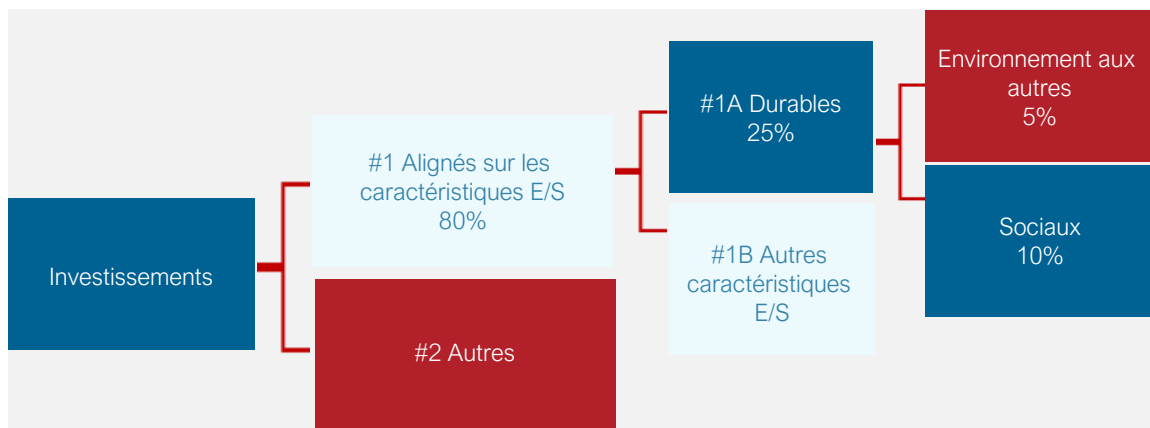 Investissements
#1 Alignés sur les
caractéristiques E/S
80%
#2 Autres
#1A Durables
25%
#1B Autres
caractéristiques
E/S
Environnement aux
autres
5%
Sociaux
10%